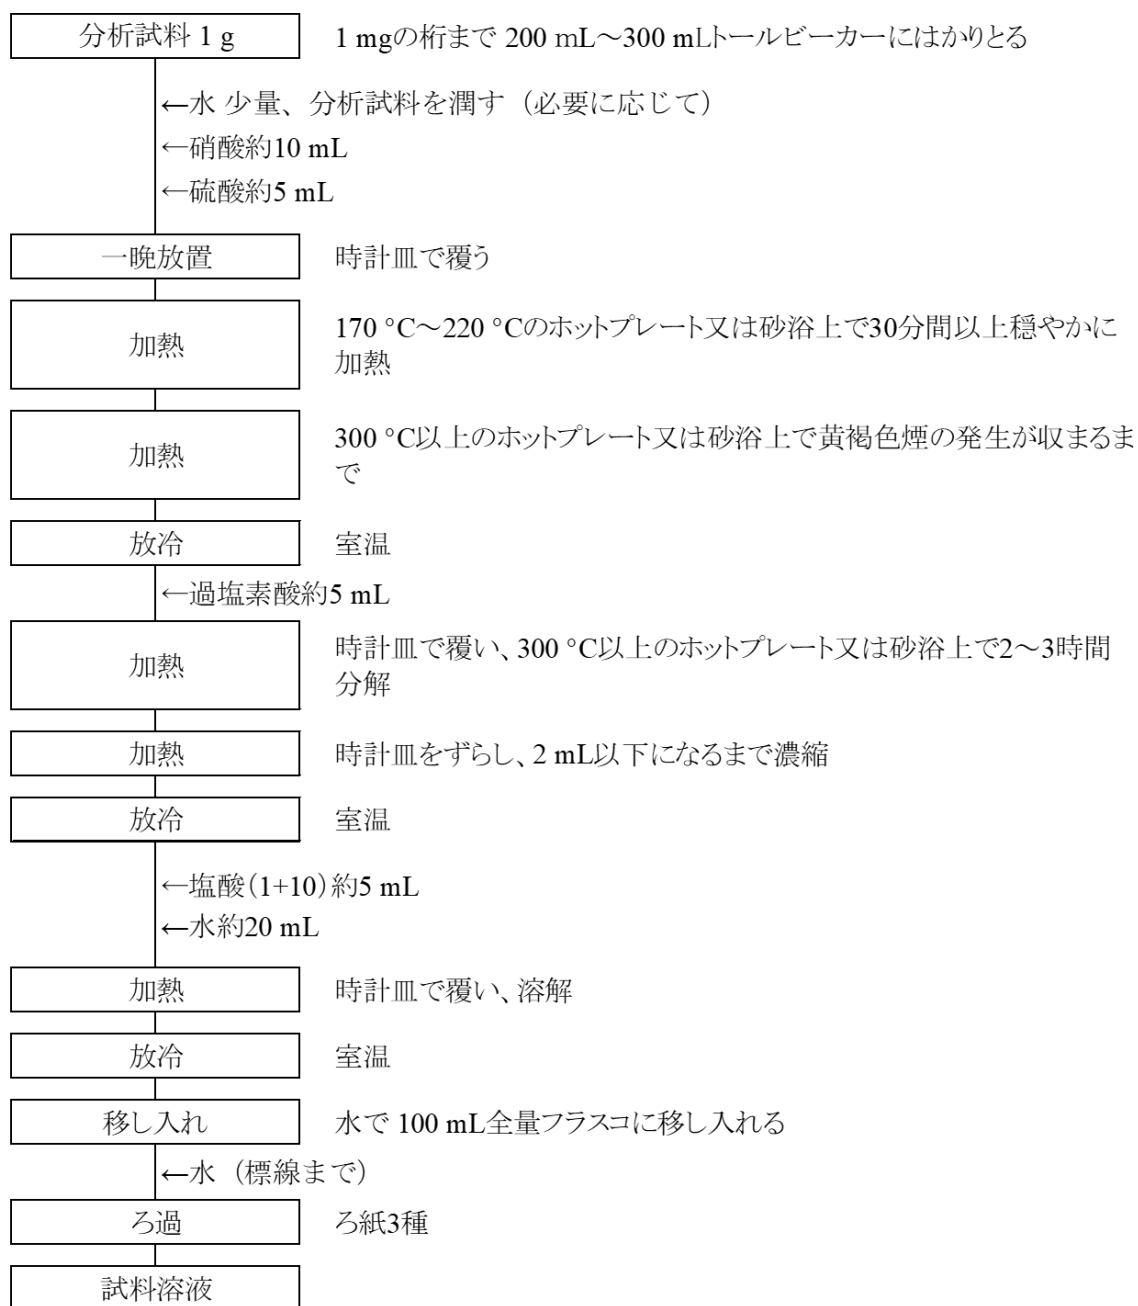 分析試料 1 g
1 mgの桁まで 200 mL～300 mLトールビーカーにはかりとる
←水 少量、分析試料を潤す（必要に応じて）
←硝酸約10 mL
←硫酸約5 mL
一晩放置
時計皿で覆う
加熱
170 °C～220 °Cのホットプレート又は砂浴上で30分間以上穏やかに
加熱
加熱
300 °C以上のホットプレート又は砂浴上で黄褐色煙の発生が収まるま
で
放冷
室温
←過塩素酸約5 mL
加熱
時計皿で覆い、300 °C以上のホットプレート又は砂浴上で2～3時間
分解
加熱
時計皿をずらし、2 mL以下になるまで濃縮
放冷
室温
←塩酸（1+10）約5 mL
←水約20 mL
加熱
時計皿で覆い、溶解
放冷
室温
移し入れ
水で 100 mL全量フラスコに移し入れる
←水（標線まで）
ろ過
ろ紙3種
試料溶液